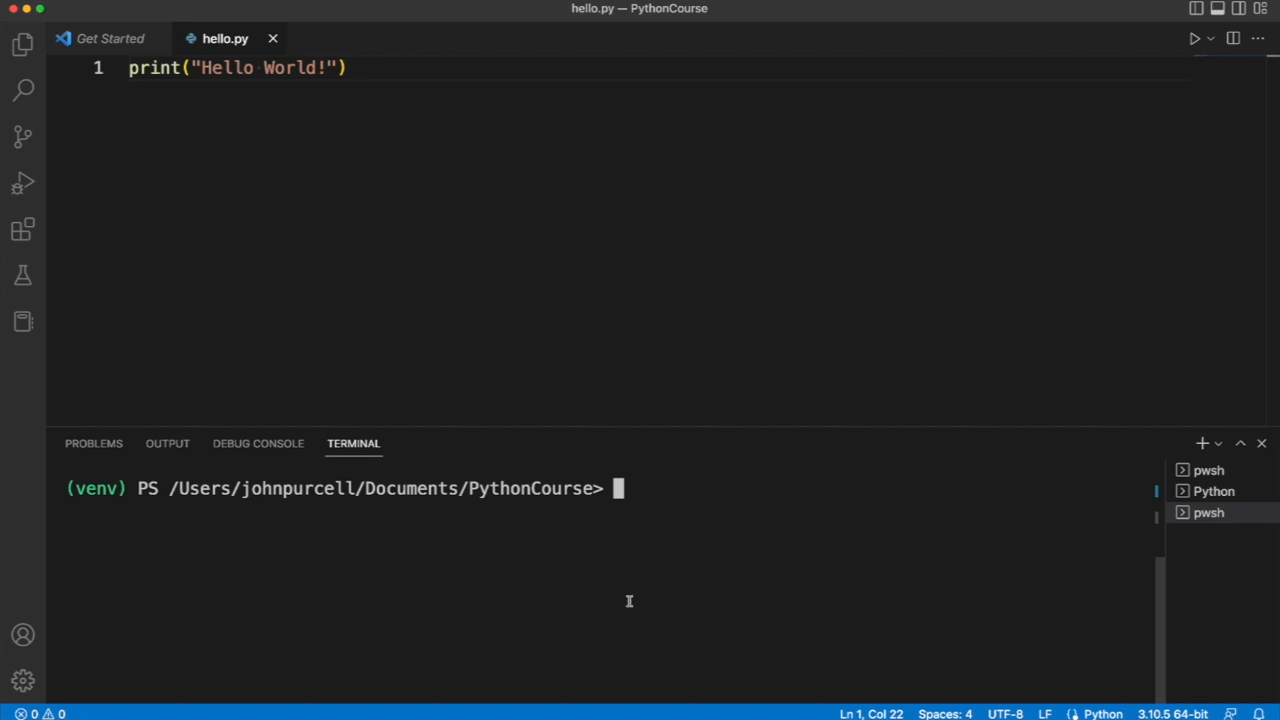 hello.py — PythonCourse
Get Started
hello.py
1 print("Hello World!")
PROBLEMS OUTPUT DEBUG CONSOLE TERMINAL
(venv) PS /Users/johnpurcell/Documents/PythonCourse>
pwsh
Python
pwsh
0 0 Ln 1, Col 22 Spaces: 4 UTF-8 LF Python 3.10.5 64-bit